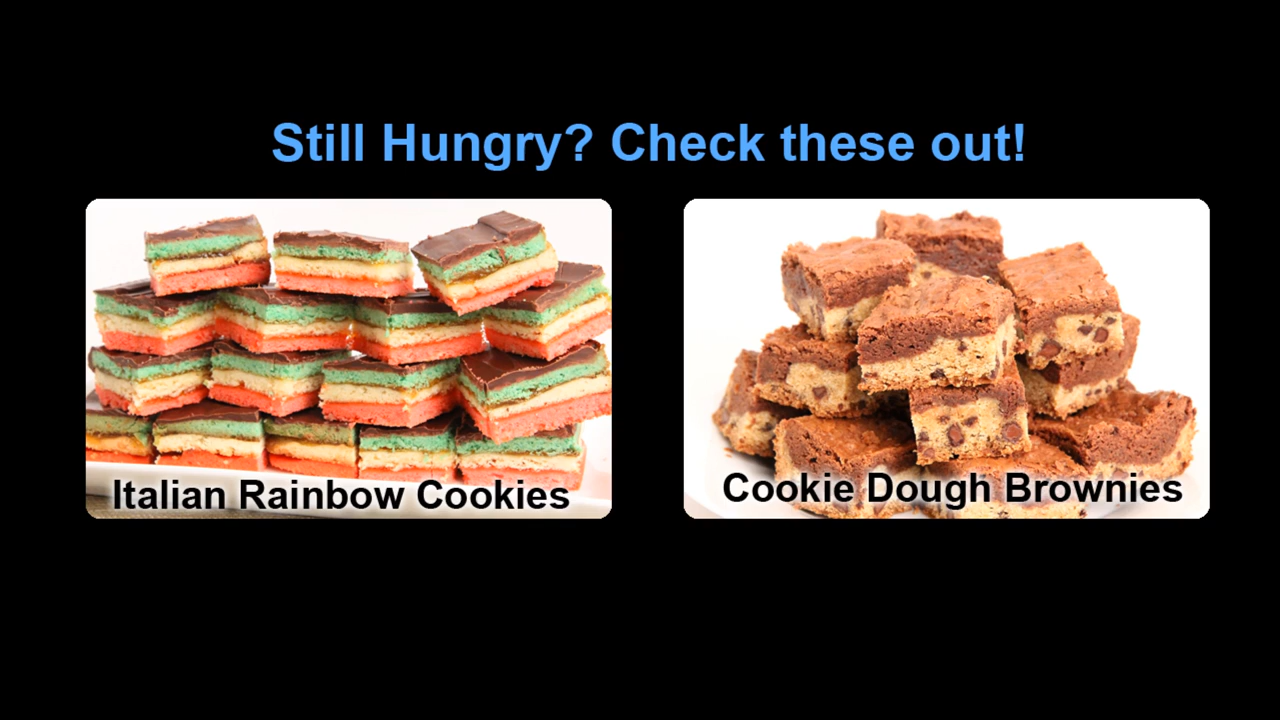 Still Hungry? Check these out!
Italian Rainbow Cookies
Cookie Dough Brownies